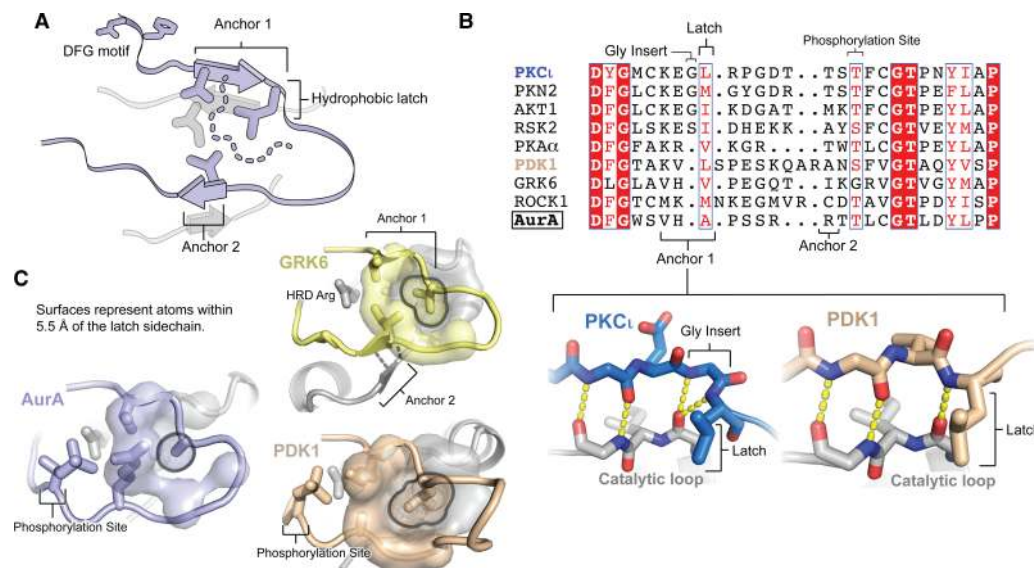 A
DFG motif
Anchor 1
Hydrophobic latch
Anchor 2
B
Latch
Gly Insert
Phosphorylation Site
PKCι DYGMCKEGL.RPGDT..TSTFCGTPNYIAP
PKN2 DFGLCKEGM.GYGDR..TSTFCGTPEFLAP
AKT1 DFGLCKEGI.KDGAT..MKTFCGTPEYLAP
RSK2 DFGLSKESI.DHEKK..AYSFCGTVEYMAP
PKAα DFGFAKR.V.KGR....TWTLCGTPEYLAP
PDK1 DFGTAKV.LSPESKQARANSFVGTAQYVSP
GRK6 DLGLAVH.V.PEGQT..IKGRVGTVGYMAP
ROCK1 DFGTCMK.MNKEGMVR.CDTAVGTPDYISP
AurA DFGWSVH.A.PSSR...RTTLCGTLDYLPP
Anchor 1
Anchor 2
PKCι
Gly Insert
Latch
Catalytic loop
PDK1
Latch
Catalytic loop
C
Surfaces represent atoms within
5.5 Å of the latch sidechain.
GRK6
Anchor 1
HRD Arg
Anchor 2
AurA
Phosphorylation Site
PDK1
Phosphorylation Site